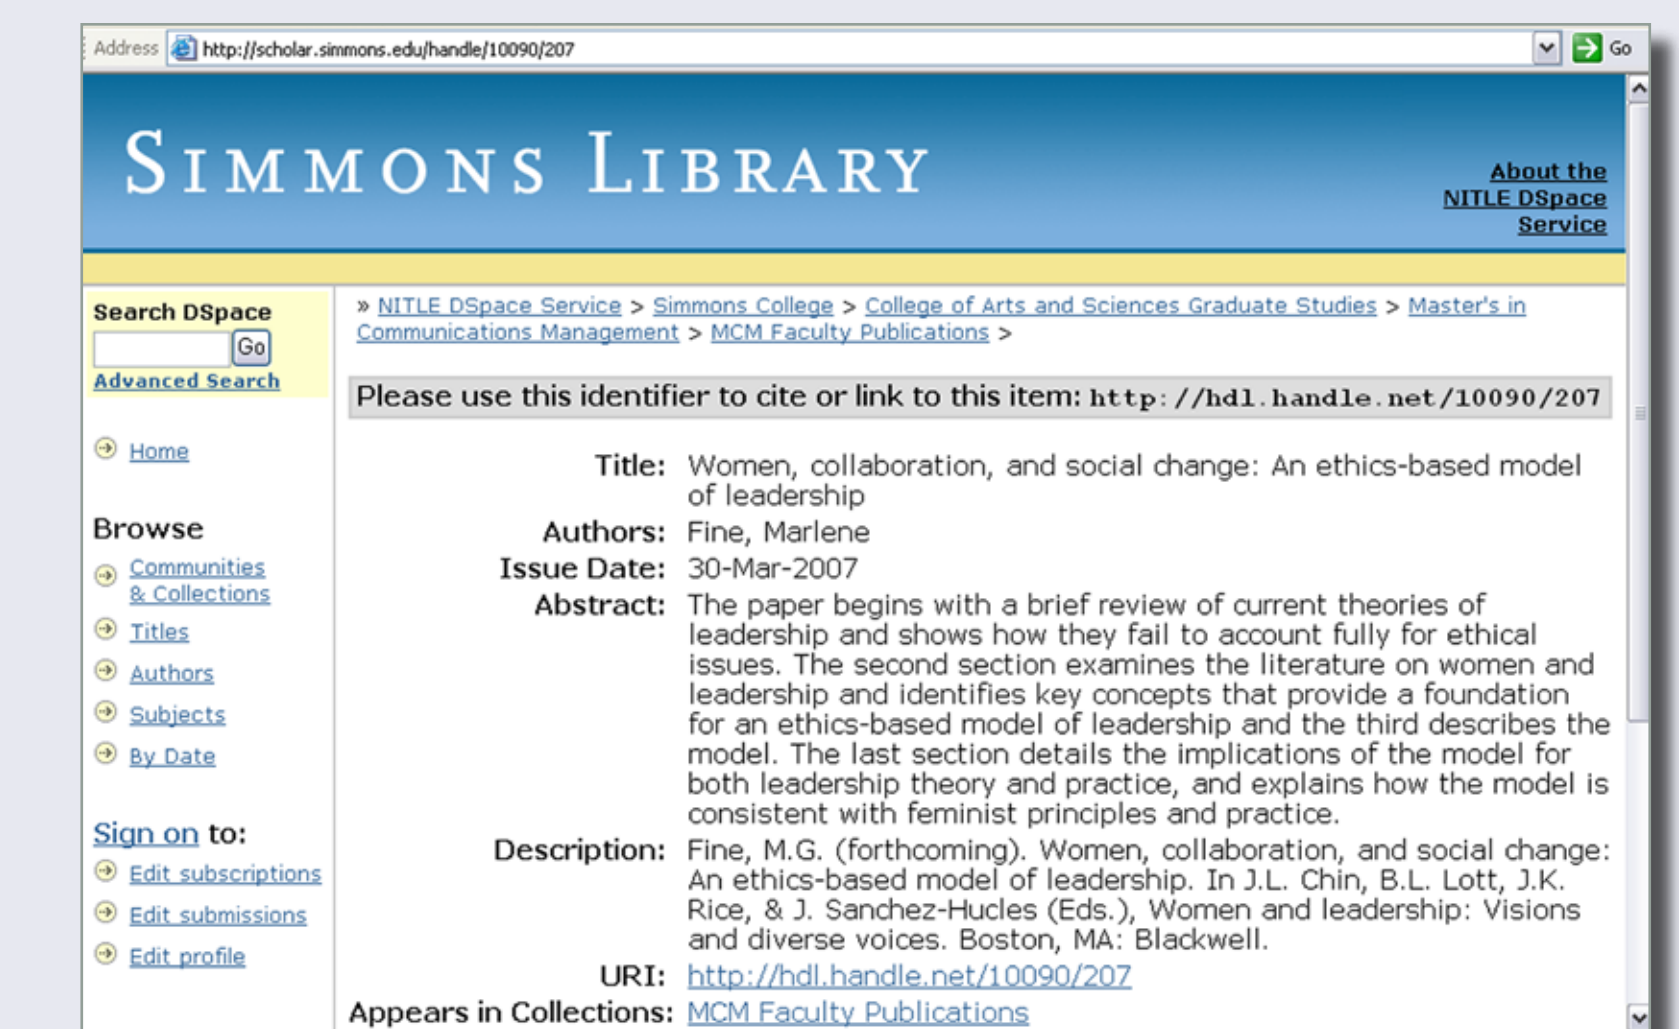 Address http://scholar.simmons.edu/handle/10090/207 Go
SIMMONS LIBRARY
About the
NITLE DSpace
Service
Search DSpace
Go
Advanced Search
Home
Browse
Communities
& Collections
Titles
Authors
Subjects
By Date
Sign on to:
Edit subscriptions
Edit submissions
Edit profile
» NITLE DSpace Service > Simmons College > College of Arts and Sciences Graduate Studies > Master's in
Communications Management > MCM Faculty Publications >
Please use this identifier to cite or link to this item: http://hdl.handle.net/10090/207
Title: Women, collaboration, and social change: An ethics-based model
of leadership
Authors: Fine, Marlene
Issue Date: 30-Mar-2007
Abstract: The paper begins with a brief review of current theories of
leadership and shows how they fail to account fully for ethical
issues. The second section examines the literature on women and
leadership and identifies key concepts that provide a foundation
for an ethics-based model of leadership and the third describes the
model. The last section details the implications of the model for
both leadership theory and practice, and explains how the model is
consistent with feminist principles and practice.
Description: Fine, M.G. (forthcoming). Women, collaboration, and social change:
An ethics-based model of leadership. In J.L. Chin, B.L. Lott, J.K.
Rice, & J. Sanchez-Hucles (Eds.), Women and leadership: Visions
and diverse voices. Boston, MA: Blackwell.
URI: http://hdl.handle.net/10090/207
Appears in Collections: MCM Faculty Publications